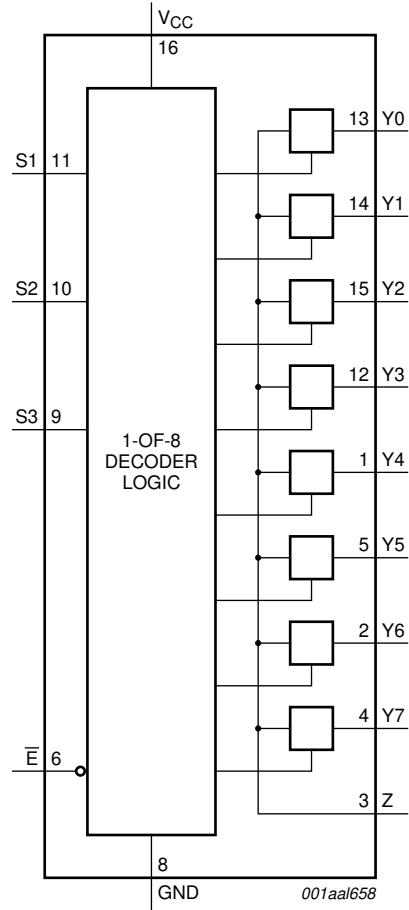 VCC
16
13 Y0
S1 11
14 Y1
S2 10
15 Y2
12 Y3
S3 9
1-OF-8
DECODER
LOGIC
1 Y4
5 Y5
2 Y6
4 Y7
E̅ 6
3 Z
8
GND
001aal658